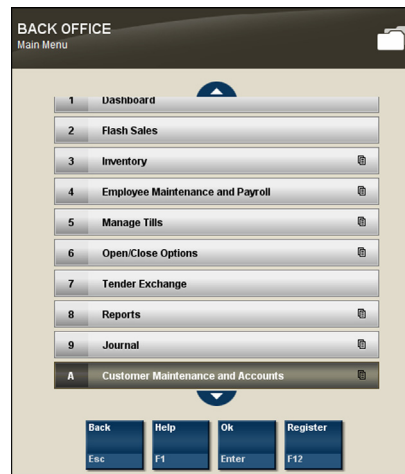 BACK OFFICE
Main Menu
1 Dashboard
2 Flash Sales
3 Inventory
4 Employee Maintenance and Payroll
5 Manage Tills
6 Open/Close Options
7 Tender Exchange
8 Reports
9 Journal
A Customer Maintenance and Accounts
Back Help Ok Register
Esc F1 Enter F12